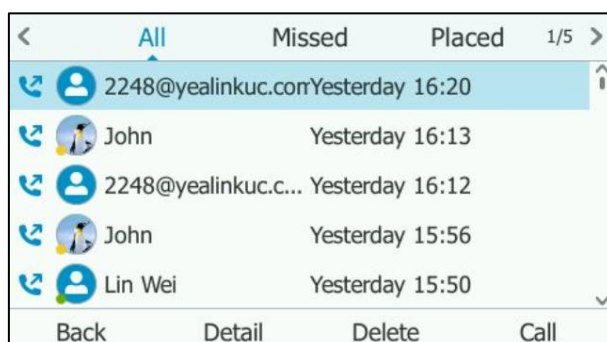 All Missed Placed 1/5
2248@yealinkuc.com Yesterday 16:20
John Yesterday 16:13
2248@yealinkuc.c... Yesterday 16:12
John Yesterday 15:56
Lin Wei Yesterday 15:50
Back Detail Delete Call